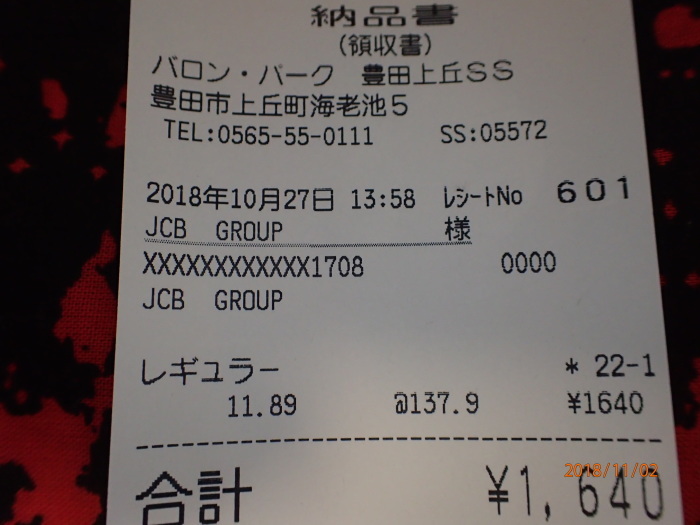 納品書
(領収書)
バロン・パーク 豊田上丘SS
豊田市上丘町海老池5
TEL:0565-55-0111 SS:05572
2018年10月27日 13:58 ﾚｼｰﾄNo 601
JCB GROUP 様
XXXXXXXXXXXX1708 0000
JCB GROUP
レギュラー * 22-1
11.89 @137.9 ¥1640
合計 ¥1,640
2018/11/02